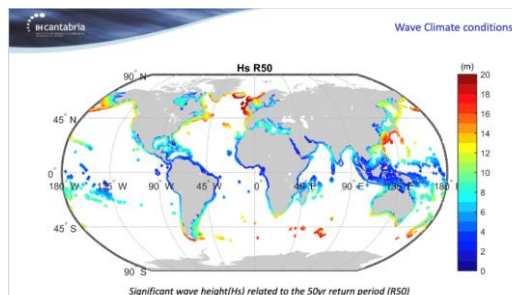 IHcantabria
Wave Climate conditions
Hs R50
(m)
90° N
45° N
0
45° S
90° S
180° W 135° W 90° W 45° W 0 45° E 90° E 135° E 180° E
20
18
16
14
12
10
8
6
4
2
0
Significant wave height(Hs) related to the 50yr return period (R50)